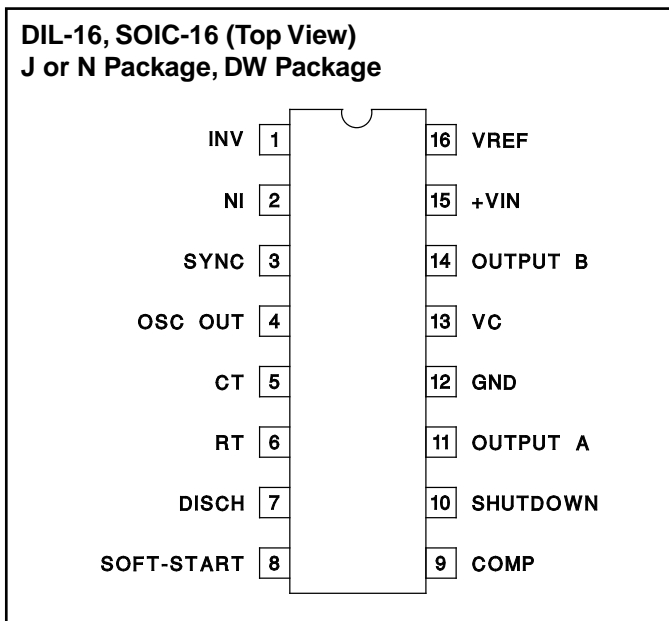 DIL-16, SOIC-16 (Top View)
J or N Package, DW Package
INV 1 16 VREF
NI 2 15 +VIN
SYNC 3 14 OUTPUT B
OSC OUT 4 13 VC
CT 5 12 GND
RT 6 11 OUTPUT A
DISCH 7 10 SHUTDOWN
SOFT-START 8 9 COMP